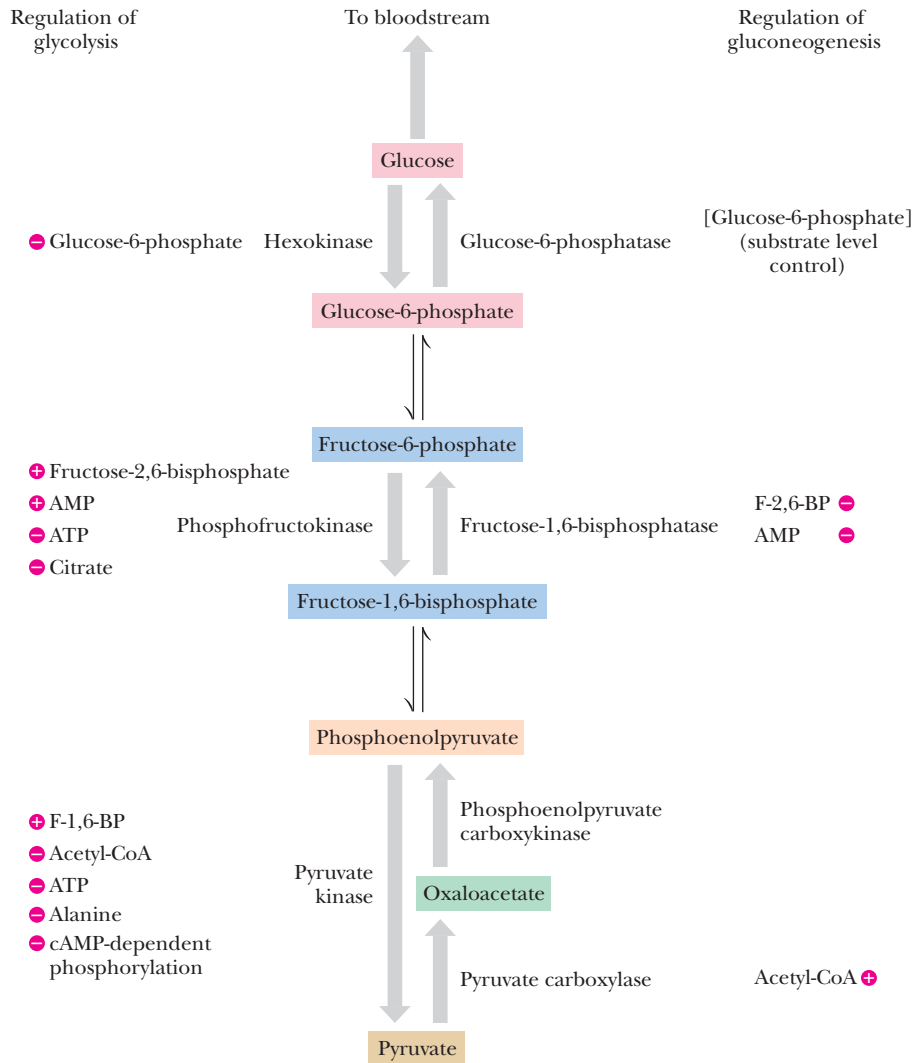 Regulation of
glycolysis
To bloodstream
Regulation of
gluconeogenesis
Glucose
− Glucose-6-phosphate
Hexokinase
Glucose-6-phosphatase
[Glucose-6-phosphate]
(substrate level
control)
Glucose-6-phosphate
Fructose-6-phosphate
+ Fructose-2,6-bisphosphate
+ AMP
− ATP
− Citrate
Phosphofructokinase
Fructose-1,6-bisphosphatase
F-2,6-BP −
AMP −
Fructose-1,6-bisphosphate
Phosphoenolpyruvate
+ F-1,6-BP
− Acetyl-CoA
− ATP
− Alanine
− cAMP-dependent
phosphorylation
Pyruvate
kinase
Phosphoenolpyruvate
carboxykinase
Oxaloacetate
Pyruvate carboxylase
Acetyl-CoA +
Pyruvate